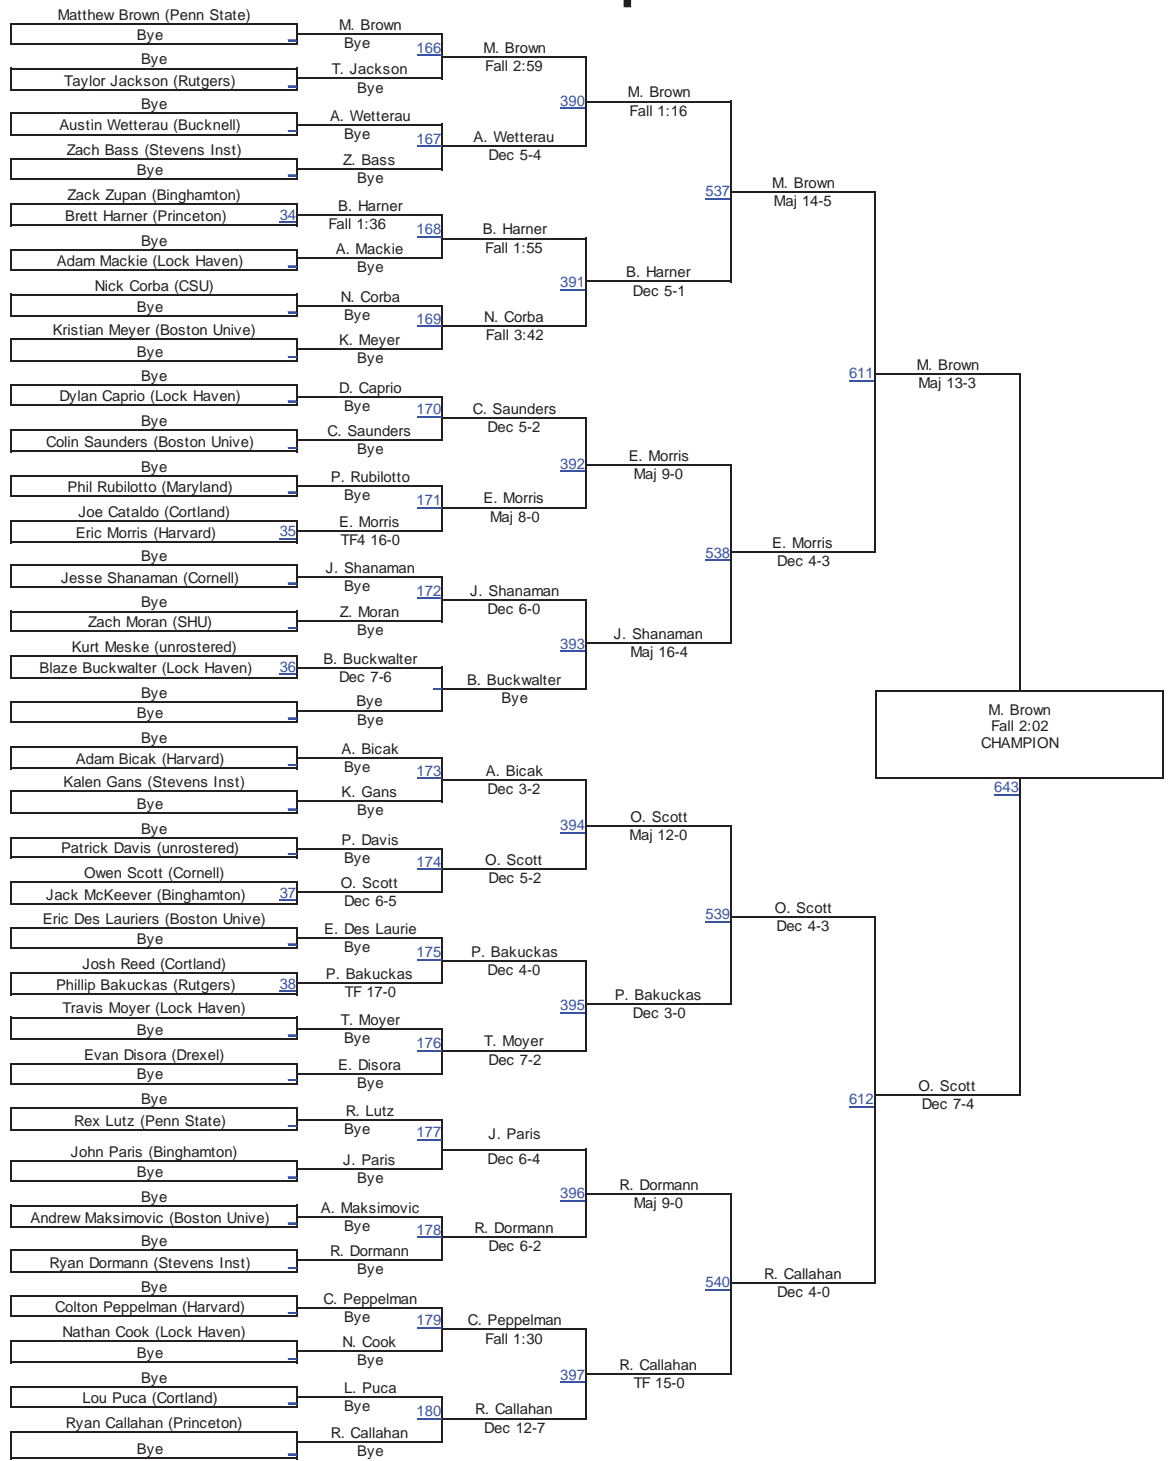 Matthew Brown (Penn State)
Bye
Bye
Taylor Jackson (Rutgers)
Bye
Austin Wetterau (Bucknell)
Zach Bass (Stevens Inst)
Bye
Zack Zupan (Binghamton)
Brett Harner (Princeton) 34
Bye
Adam Mackie (Lock Haven)
Nick Corba (CSU)
Bye
Kristian Meyer (Boston Unive)
Bye
Bye
Dylan Caprio (Lock Haven)
Bye
Colin Saunders (Boston Unive)
Bye
Phil Rubilotto (Maryland)
Joe Cataldo (Cortland)
Eric Morris (Harvard) 35
Bye
Jesse Shanaman (Cornell)
Bye
Zach Moran (SHU)
Kurt Meske (unrostered)
Blaze Buckwalter (Lock Haven) 36
Bye
Bye
Bye
Adam Bicak (Harvard)
Kalen Gans (Stevens Inst)
Bye
Bye
Patrick Davis (unrostered)
Owen Scott (Cornell)
Jack McKeever (Binghamton) 37
Eric Des Lauriers (Boston Unive)
Bye
Josh Reed (Cortland)
Phillip Bakuckas (Rutgers) 38
Travis Moyer (Lock Haven)
Bye
Evan Disora (Drexel)
Bye
Bye
Rex Lutz (Penn State)
John Paris (Binghamton)
Bye
Bye
Andrew Maksimovic (Boston Unive)
Bye
Ryan Dormann (Stevens Inst)
Bye
Colton Peppelman (Harvard)
Nathan Cook (Lock Haven)
Bye
Bye
Lou Puca (Cortland)
Ryan Callahan (Princeton)
Bye
M. Brown
Bye
166
T. Jackson
Bye
A. Wetterau
Bye
167
Z. Bass
Bye
B. Harner
Fall 1:36
168
A. Mackie
Bye
N. Corba
Bye
169
K. Meyer
Bye
D. Caprio
Bye
170
C. Saunders
Bye
P. Rubilotto
Bye
171
E. Morris
TF4 16-0
J. Shanaman
Bye
172
Z. Moran
Bye
B. Buckwalter
Dec 7-6
Bye
Bye
A. Bicak
Bye
173
K. Gans
Bye
P. Davis
Bye
174
O. Scott
Dec 6-5
E. Des Laurie
Bye
175
P. Bakuckas
TF 17-0
T. Moyer
Bye
176
E. Disora
Bye
R. Lutz
Bye
177
J. Paris
Bye
A. Maksimovic
Bye
178
R. Dormann
Bye
C. Peppelman
Bye
179
N. Cook
Bye
L. Puca
Bye
180
R. Callahan
Bye
M. Brown
Fall 2:59
390
A. Wetterau
Dec 5-4
B. Harner
Fall 1:55
391
N. Corba
Fall 3:42
C. Saunders
Dec 5-2
392
E. Morris
Maj 8-0
J. Shanaman
Dec 6-0
393
B. Buckwalter
Bye
A. Bicak
Dec 3-2
394
O. Scott
Dec 5-2
P. Bakuckas
Dec 4-0
395
T. Moyer
Dec 7-2
J. Paris
Dec 6-4
396
R. Dormann
Dec 6-2
C. Peppelman
Fall 1:30
397
R. Callahan
Dec 12-7
M. Brown
Fall 1:16
537
B. Harner
Dec 5-1
E. Morris
Maj 9-0
538
J. Shanaman
Maj 16-4
O. Scott
Maj 12-0
539
P. Bakuckas
Dec 3-0
R. Dormann
Maj 9-0
540
R. Callahan
TF 15-0
M. Brown
Maj 14-5
611
E. Morris
Dec 4-3
O. Scott
Dec 4-3
612
R. Callahan
Dec 4-0
M. Brown
Maj 13-3
O. Scott
Dec 7-4
M. Brown
Fall 2:02
CHAMPION
643